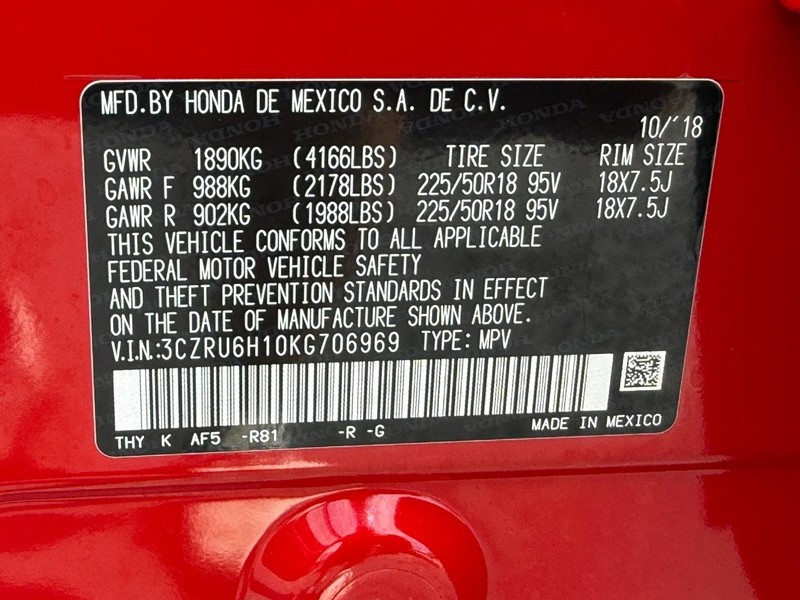 MFD.BY HONDA DE MEXICO S.A. DE C.V.
10/'18
GVWR 1890KG (4166LBS) TIRE SIZE RIM SIZE
GAWR F 988KG (2178LBS) 225/50R18 95V 18X7.5J
GAWR R 902KG (1988LBS) 225/50R18 95V 18X7.5J
THIS VEHICLE CONFORMS TO ALL APPLICABLE
FEDERAL MOTOR VEHICLE SAFETY
AND THEFT PREVENTION STANDARDS IN EFFECT
ON THE DATE OF MANUFACTURE SHOWN ABOVE.
V.I.N.:3CZRU6H10KG706969 TYPE: MPV
THY K AF5 -R81 -R -G MADE IN MEXICO